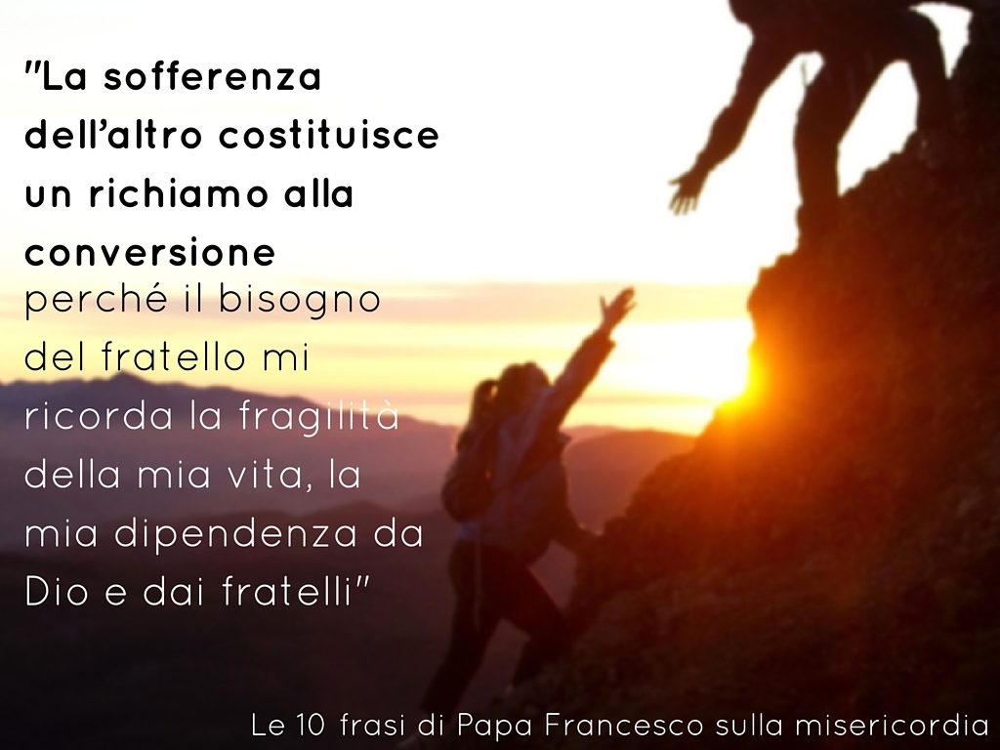 "La sofferenza
dell’altro costituisce
un richiamo alla
conversione
perché il bisogno
del fratello mi
ricorda la fragilità
della mia vita, la
mia dipendenza da
Dio e dai fratelli"
Le 10 frasi di Papa Francesco sulla misericordia